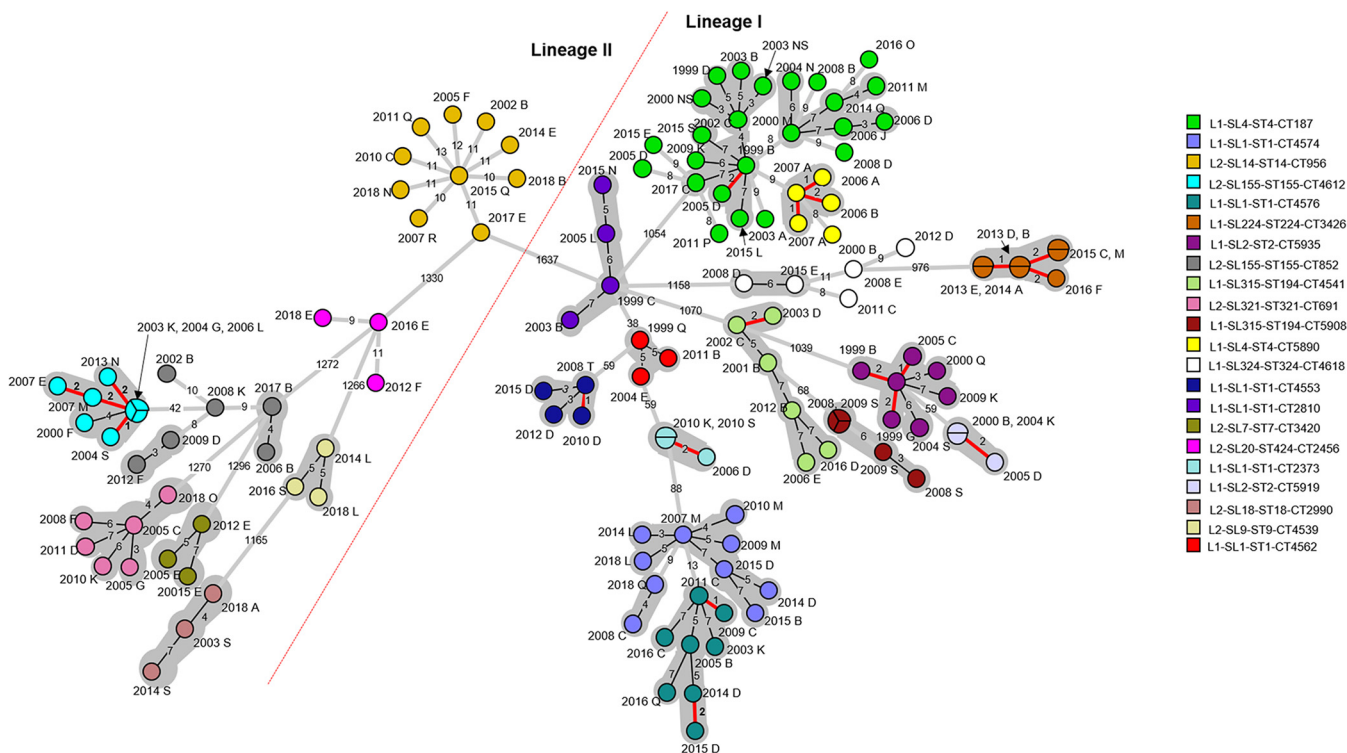 Lineage I
Lineage II
2003 NS
2016 O
2003 B
1999 D
2004 N
2008 B
2011 M
2000 NS
2005 F
2002 B
2011 Q
2014 Q
2002 C
2000 M
2006 D
2014 E
2015 S
2015 E
2006 J
1999 B
2010 C
2009 K
2005 D
2008 D
2007 A
2006 A
2015 N
2018 B
2018 N
2015 Q
2017 C
2005 D
2006 B
2007 R
2017 E
2011 P
2015 L
2003 A
2007 A
2005 L
2000 B
2012 D
2013 D, B
2015 C, M
2008 D
2015 E
2008 E
2013 E, 2014 A
2016 F
2011 C
1999 C
2003 B
2003 D
2018 E
2016 E
2003 K, 2004 G, 2006 L
1999 Q
2002 C
2005 C
1999 B
2000 Q
2011 B
2001 B
2013 N
2002 B
2008 T
2007 E
2012 F
2017 B
2008 K
2015 D
2004 E
2009 K
2007 M
2008, 2009 S
2012 B
2000 B, 2004 K
2000 F
2009 D
2012 D
2010 D
1999 G
2004 S
2010 K, 2010 S
2004 S
2006 B
2014 L
2006 D
2016 D
2009 S
2005 D
2012 F
2006 E
2008 S
2016 S
2018 L
2018 O
2008 F
2005 C
2012 E
2010 M
2007 M
2014 L
2011 D
2009 M
2018 L
2015 D
2010 K
2005 G
2005 E
20015 E
2018 Q
2011 C
2014 D
2018 A
2008 C
2009 C
2015 B
2003 S
2016 C
2003 K
2005 B
2014 S
2016 Q
2014 D
2015 D
1637
1330
1054
1158
976
1070
1039
1272
1266
1270
1296
1165
38
59
59
88
68
59
42
13
L1-SL4-ST4-CT187
L1-SL1-ST1-CT4574
L2-SL14-ST14-CT956
L2-SL155-ST155-CT4612
L1-SL1-ST1-CT4576
L1-SL224-ST224-CT3426
L1-SL2-ST2-CT5935
L2-SL155-ST155-CT852
L1-SL315-ST194-CT4541
L2-SL321-ST321-CT691
L1-SL315-ST194-CT5908
L1-SL4-ST4-CT5890
L1-SL324-ST324-CT4618
L1-SL1-ST1-CT4553
L1-SL1-ST1-CT2810
L2-SL7-ST7-CT3420
L2-SL20-ST424-CT2456
L1-SL1-ST1-CT2373
L1-SL2-ST2-CT5919
L2-SL18-ST18-CT2990
L2-SL9-ST9-CT4539
L1-SL1-ST1-CT4562